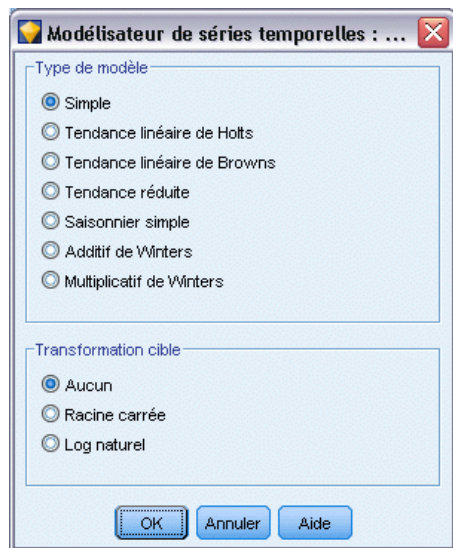 Modélisateur de séries temporelles : ...
Type de modèle
Simple
Tendance linéaire de Holts
Tendance linéaire de Browns
Tendance réduite
Saisonnier simple
Additif de Winters
Multiplicatif de Winters
Transformation cible
Aucun
Racine carrée
Log naturel
OK Annuler Aide